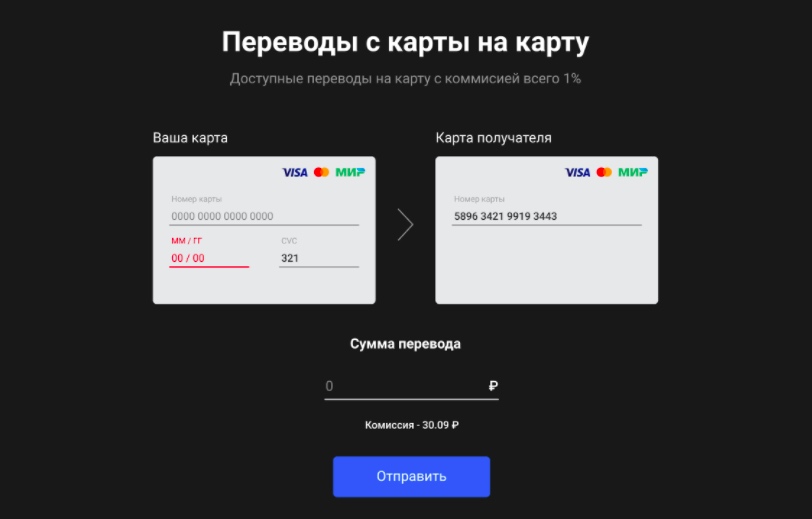 Переводы с карты на карту
Доступные переводы на карту с коммисией всего 1%
Ваша карта
VISA МИР
Номер карты
0000 0000 0000 0000
ММ / ГГ CVC
00 / 00 321
Карта получателя
VISA МИР
Номер карты
5896 3421 9919 3443
Сумма перевода
0 ₽
Комиссия - 30.09 ₽
Отправить